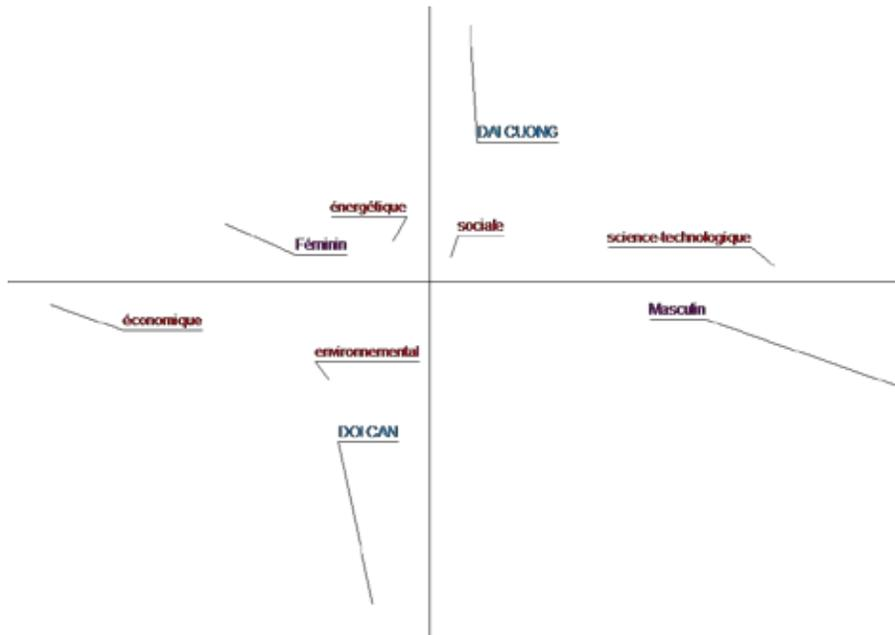 DAI CUONG
énergétique
sociale
science-technologique
Féminin
Masculin
économique
environnemental
DOI CAN